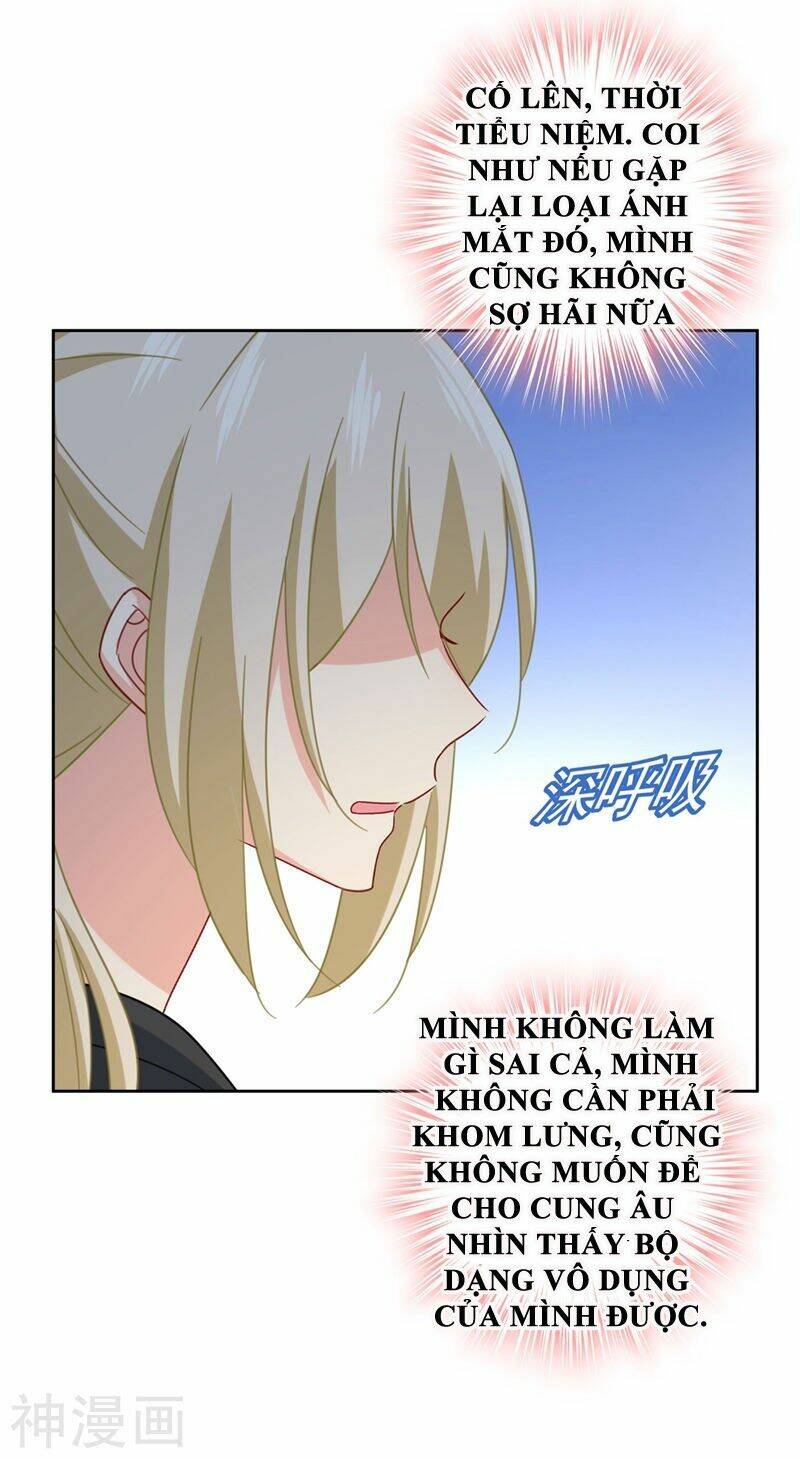 CỐ LÊN, THỜI
TIỂU NIỆM. COI
NHƯ NẾU GẶP
LẠI LOẠI ÁNH
MẮT ĐÓ, MÌNH
CŨNG KHÔNG
SỢ HÃI NỮA
深呼吸
MÌNH KHÔNG LÀM
GÌ SAI CẢ, MÌNH
KHÔNG CẦN PHẢI
KHOM LƯNG, CŨNG
KHÔNG MUỐN ĐỂ
CHO CUNG ÂU
NHÌN THẤY BỘ
DẠNG VÔ DỤNG
CỦA MÌNH ĐƯỢC.
神漫画